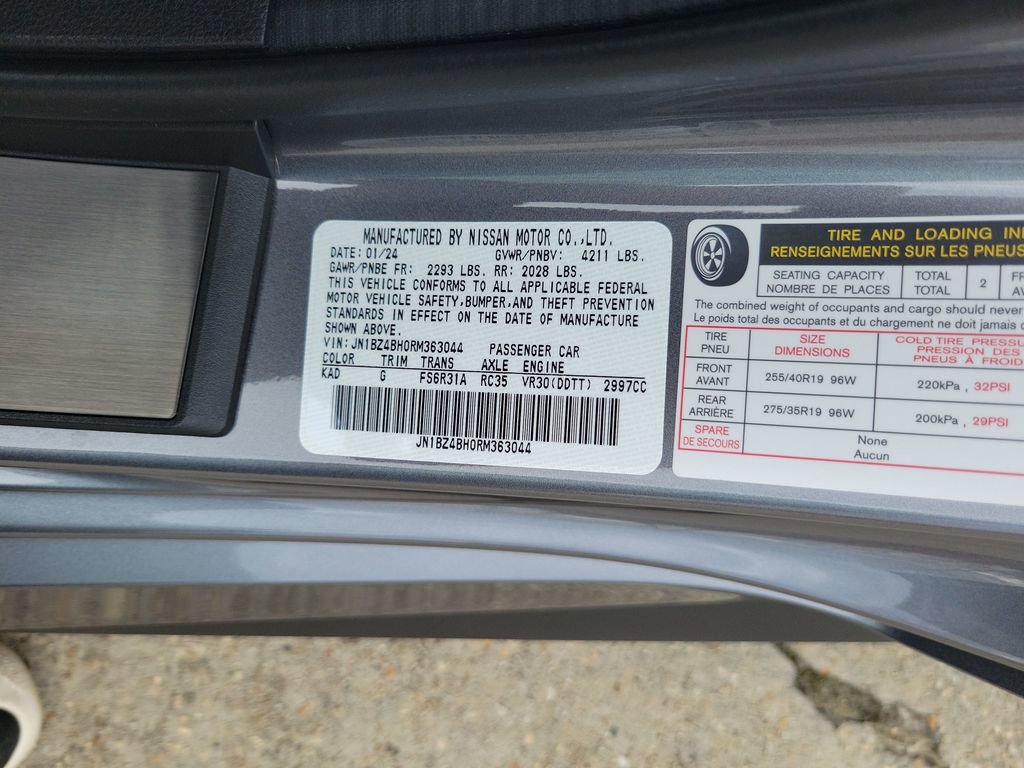 MANUFACTURED BY NISSAN MOTOR CO.,LTD.
DATE: 01/24 GVWR/PNBV: 4211 LBS.
GAWR/PNBE FR: 2293 LBS. RR: 2028 LBS.
THIS VEHICLE CONFORMS TO ALL APPLICABLE FEDERAL
MOTOR VEHICLE SAFETY,BUMPER,AND THEFT PREVENTION
STANDARDS IN EFFECT ON THE DATE OF MANUFACTURE
SHOWN ABOVE.
VIN: JN1BZ4BH0RM363044 PASSENGER CAR
COLOR TRIM TRANS AXLE ENGINE
KAD G FS6R31A RC35 VR30(DDTT) 2997CC
JN1BZ4BH0RM363044
TIRE AND LOADING
RENSEIGNEMENTS SUR LES PNEUS
SEATING CAPACITY TOTAL 2
NOMBRE DE PLACES TOTAL
The combined weight of occupants and cargo should never
Le poids total des occupants et du chargement ne doit jamais
TIRE SIZE COLD TIRE
PNEU DIMENSIONS PRESSION DES
PNEUS À
FRONT 255/40R19 96W 220kPa , 32PSI
AVANT
REAR 275/35R19 96W 200kPa , 29PSI
ARRIÈRE
SPARE None
DE SECOURS Aucun